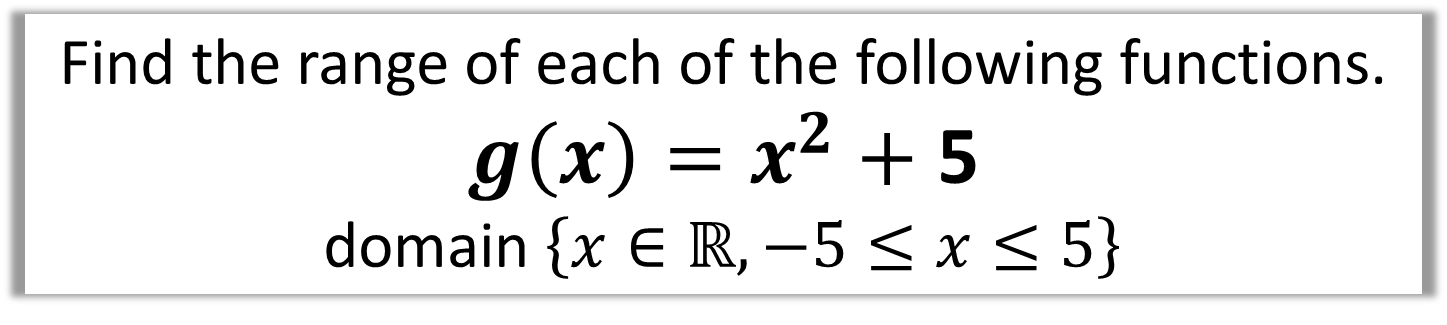 Find the range of each of the following functions.
g(x) = x² + 5
domain {x ∈ ℝ, −5 ≤ x ≤ 5}